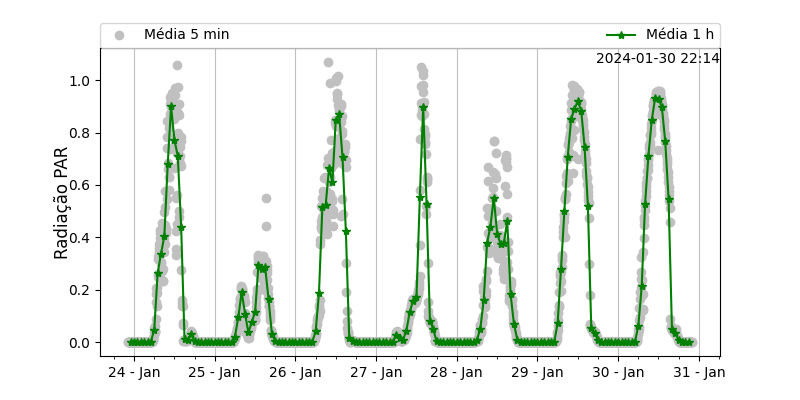 Média 5 min
Média 1 h
2024-01-30 22:14
Radiação PAR
1.0
0.8
0.6
0.4
0.2
0.0
24 - Jan
25 - Jan
26 - Jan
27 - Jan
28 - Jan
29 - Jan
30 - Jan
31 - Jan